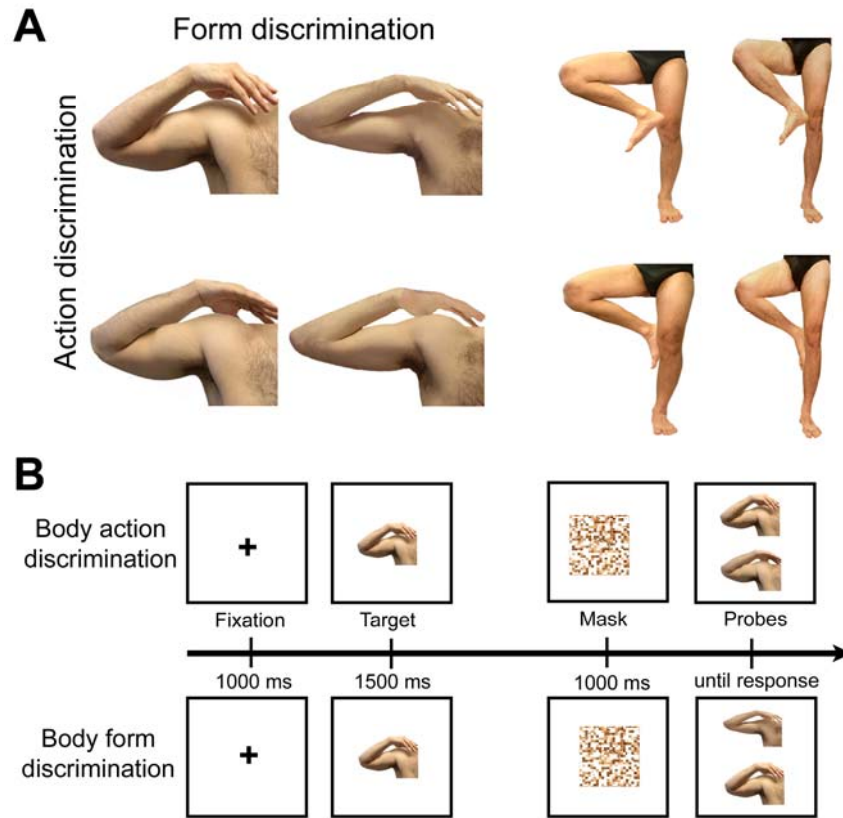 A
Form discrimination
Action discrimination
B
Body action
discrimination
Fixation
Target
Mask
Probes
1000 ms
1500 ms
1000 ms
until response
Body form
discrimination